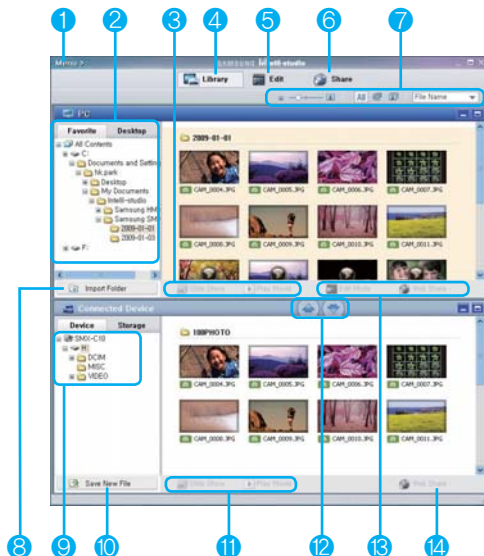 1 2 3 4 5 6 7
Menu > SAMSUNG Intelli-studio
Library Edit Share
All File Name
PC
Favorite Desktop
All Contents
C:
Documents and Setting
hk.park
Desktop
My Documents
Intelli-studio
Samsung HM
Samsung SM
2009-01-01
2009-01-03
F:
2009-01-01
CAM_0004.JPG CAM_0005.JPG CAM_0006.JPG CAM_0007.JPG
CAM_0008.JPG CAM_0009.JPG CAM_0010.JPG CAM_0011.JPG
Import Folder Slide Show Play Movie Edit Mode Web Share
Connected Device
Device Storage
SMX-C10
H:
DCIM
MISC
VIDEO
100PHOTO
CAM_0004.JPG CAM_0005.JPG CAM_0006.JPG CAM_0007.JPG
CAM_0008.JPG CAM_0009.JPG CAM_0010.JPG CAM_0011.JPG
Save New File Slide Show Play Movie Web Share
8 9 10 11 12 13 14